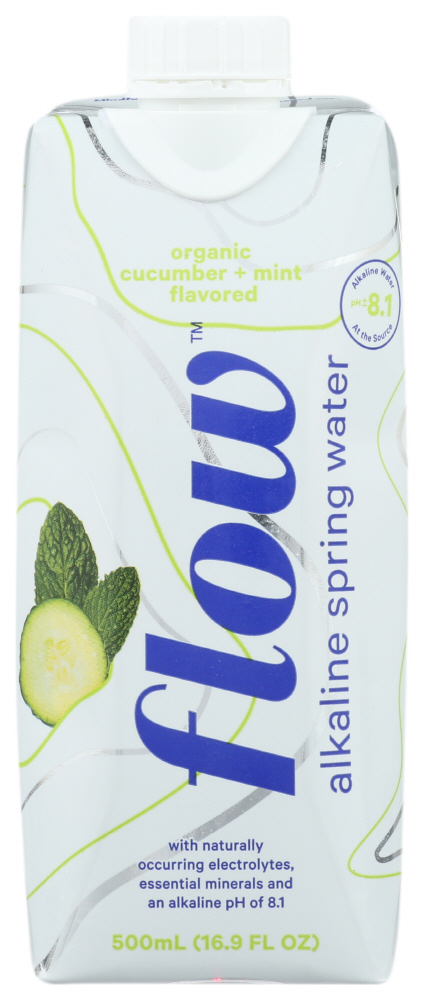 organic
cucumber + mint
flavored
Alkaline Water
pH± 8.1
At the Source
flow™
alkaline spring water
with naturally
occurring electrolytes,
essential minerals and
an alkaline pH of 8.1
500mL (16.9 FL OZ)